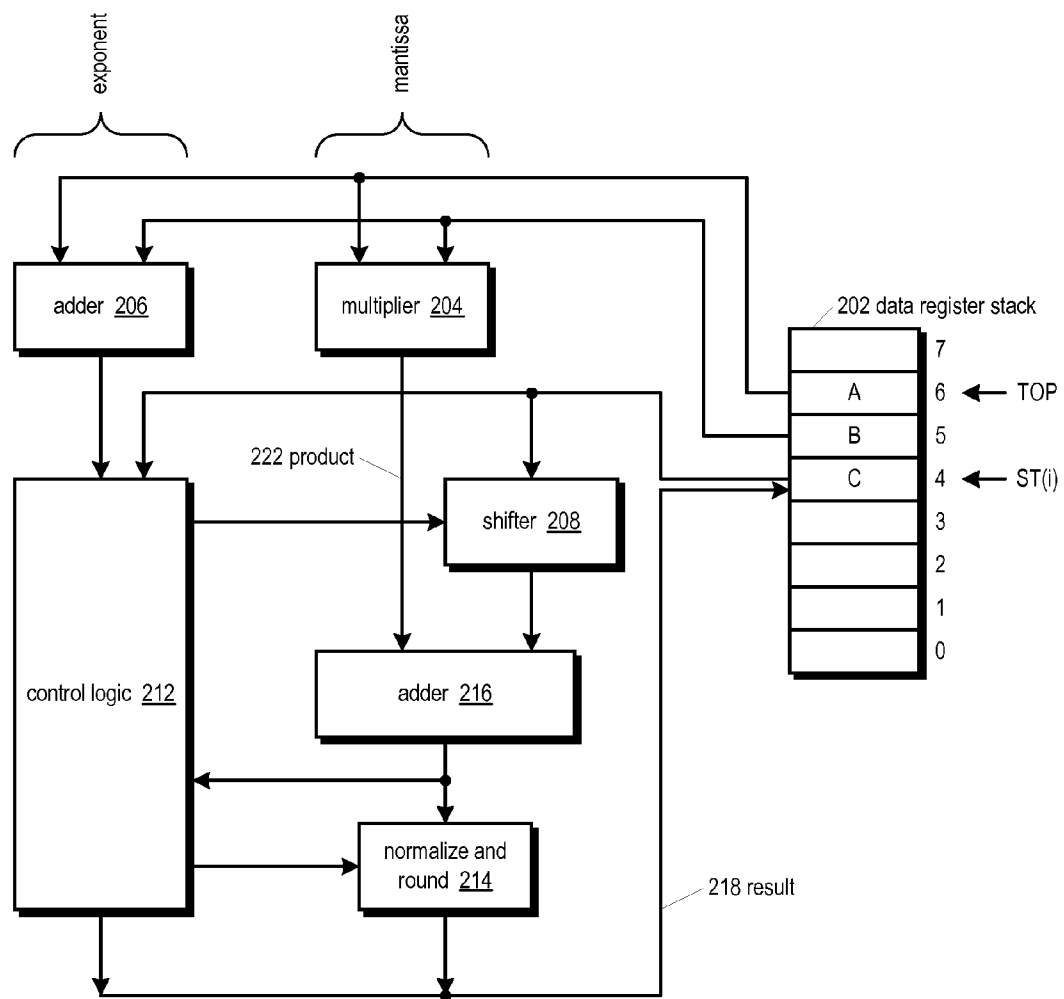 exponent
mantissa
adder 206
multiplier 204
202 data register stack
7
A 6 TOP
B 5
C 4 ST(i)
3
2
1
0
222 product
shifter 208
control logic 212
adder 216
normalize and
round 214
218 result